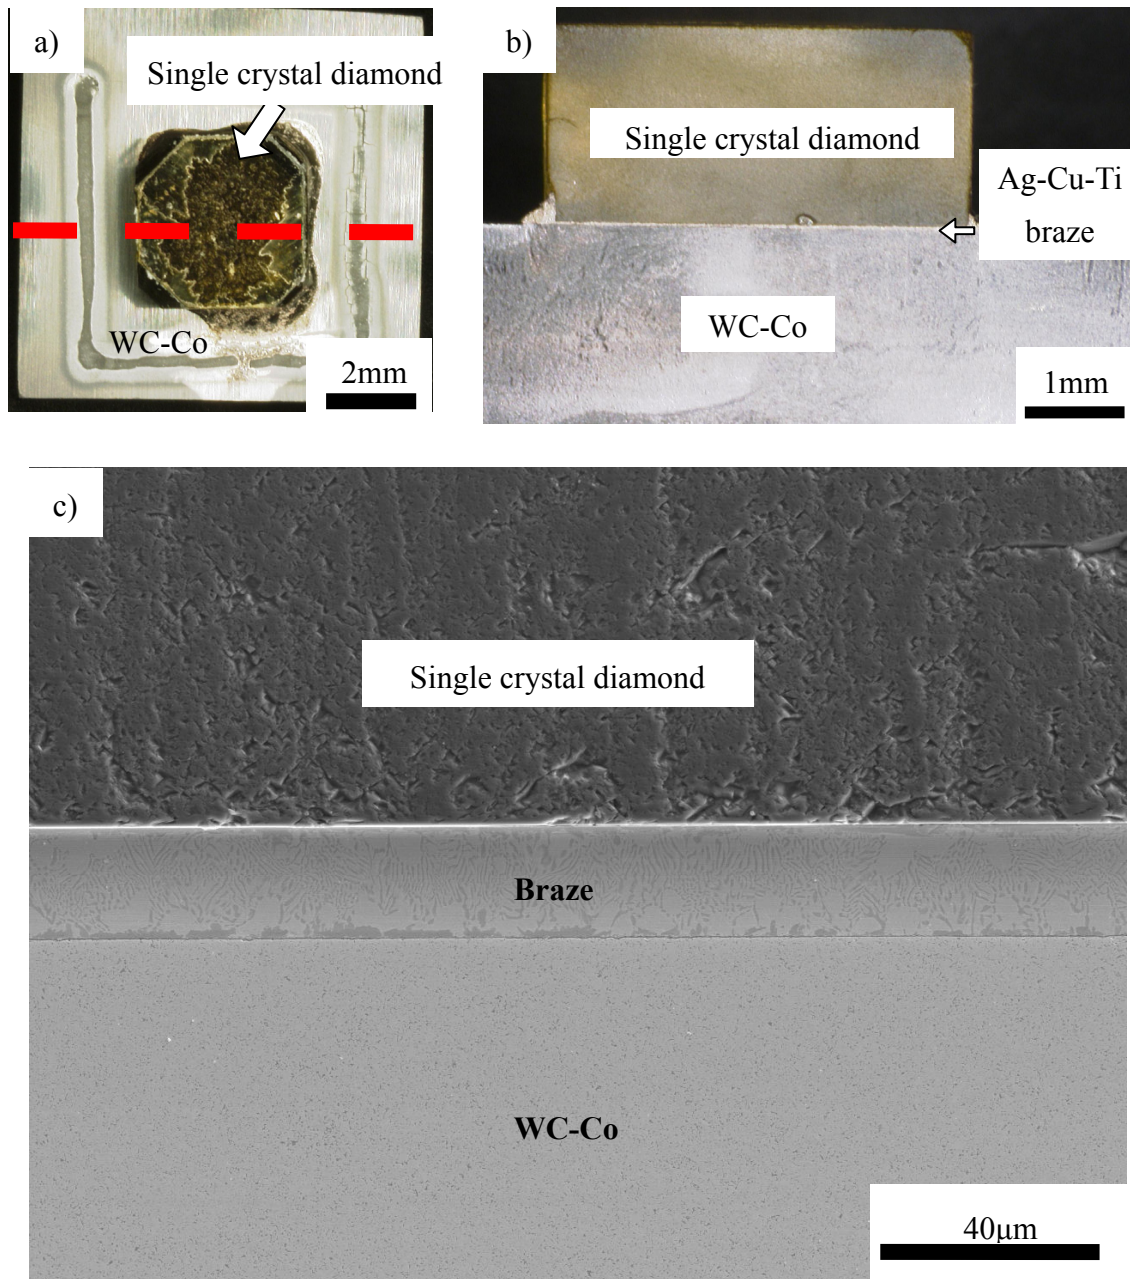 a)
Single crystal diamond
WC-Co
2mm
b)
Single crystal diamond
Ag-Cu-Ti
braze
WC-Co
1mm
c)
Single crystal diamond
Braze
WC-Co
40μm